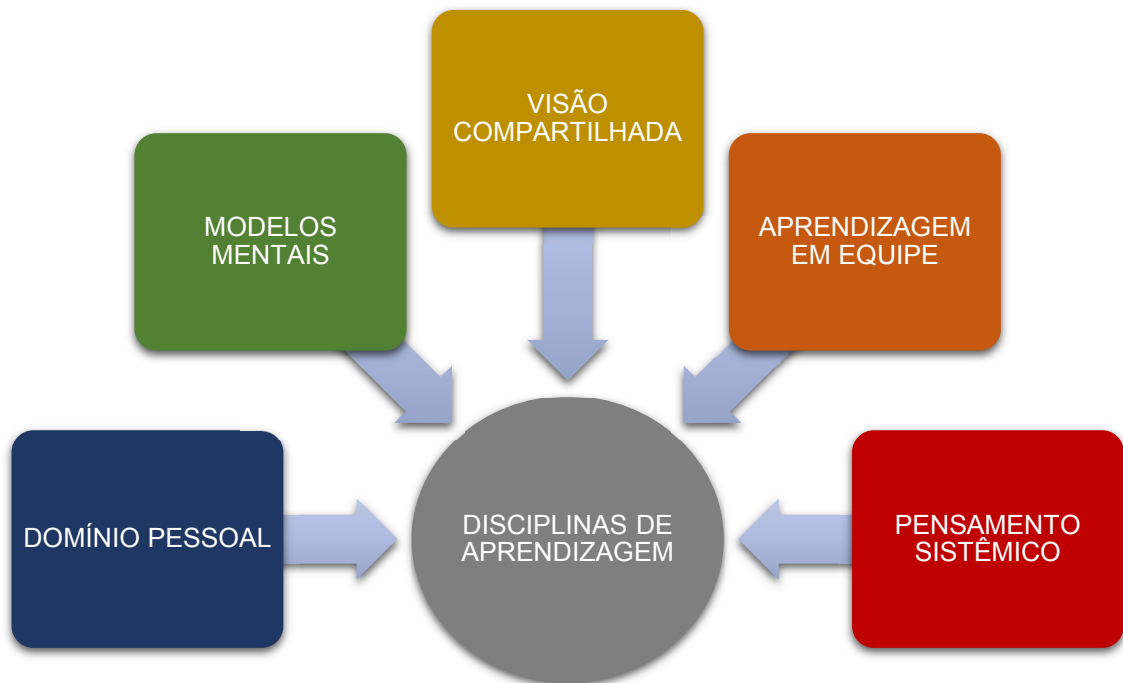 VISÃO
COMPARTILHADA
MODELOS
MENTAIS
APRENDIZAGEM
EM EQUIPE
DOMÍNIO PESSOAL
DISCIPLINAS DE
APRENDIZAGEM
PENSAMENTO
SISTÊMICO